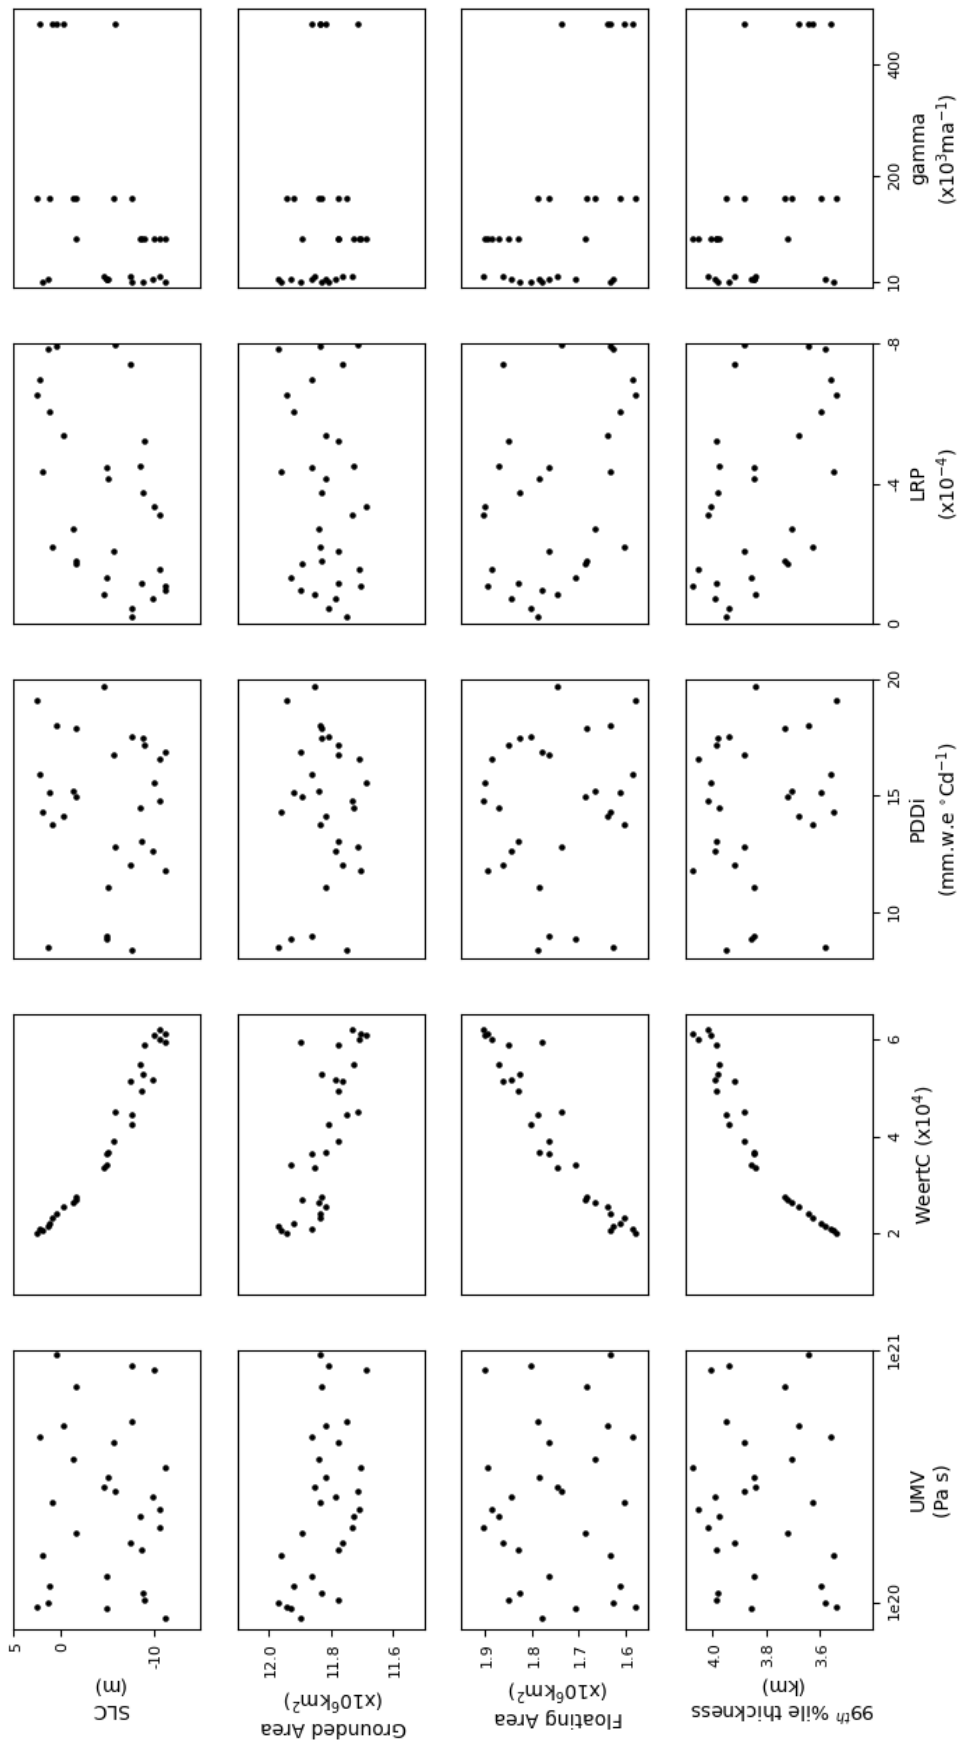 5
0
-10
SLC
(m)
12.0
11.8
11.6
Grounded Area
(x10⁶km²)
1.9
1.8
1.7
1.6
Floating Area
(x10⁶km²)
4.0
3.8
3.6
99ᵗʰ %ile thickness
(km)
1e20
1e21
UMV
(Pa s)
2
4
6
WeertC (x10⁴)
10
15
20
PDDi
(mm.w.e °Cd⁻¹)
0
-4
-8
LRP
(x10⁻⁴)
10
200
400
gamma
(x10³ma⁻¹)